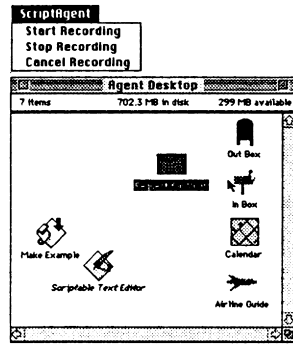 ScriptAgent
Start Recording
Stop Recording
Cancel Recording
Agent Desktop
7 items 702.3 MB in disk 299 MB available
Out Box
In Box
Calendar
Make Example
Scriptable Text Editor
Airline Guide